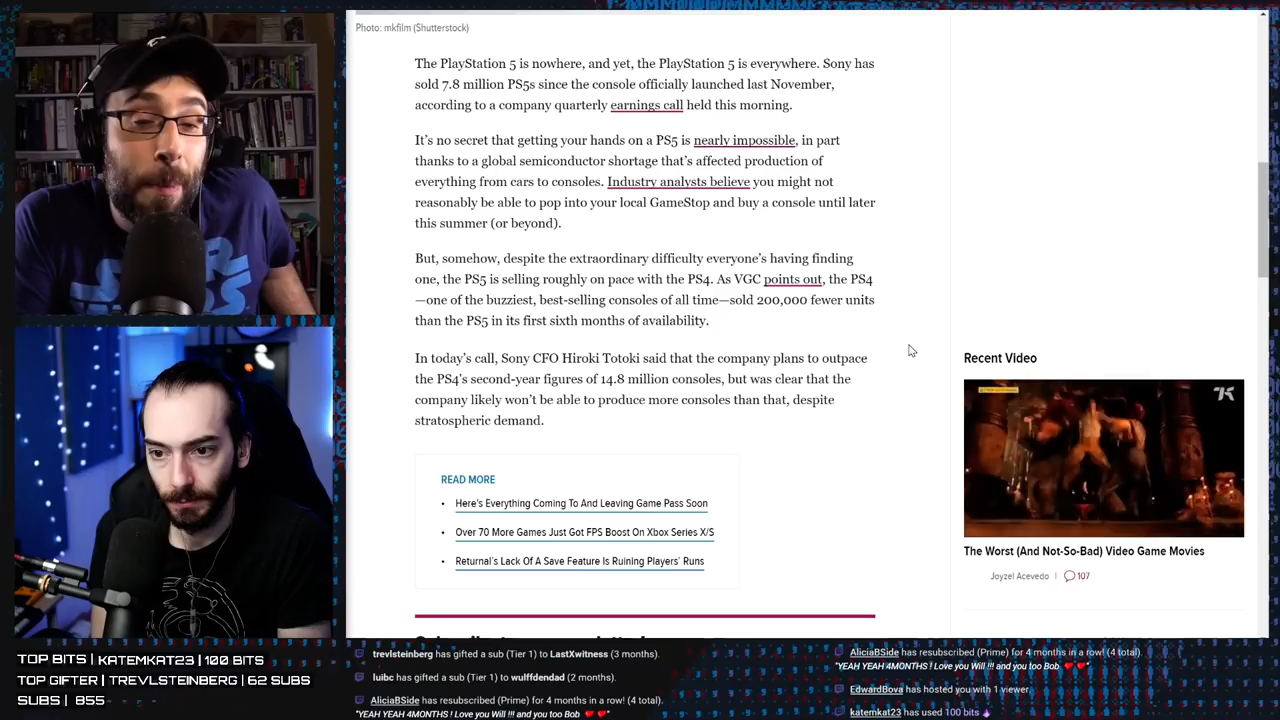 Photo: mkfilm (Shutterstock)
The PlayStation 5 is nowhere, and yet, the PlayStation 5 is everywhere. Sony has
sold 7.8 million PS5s since the console officially launched last November,
according to a company quarterly earnings call held this morning.
It's no secret that getting your hands on a PS5 is nearly impossible, in part
thanks to a global semiconductor shortage that's affected production of
everything from cars to consoles. Industry analysts believe you might not
reasonably be able to pop into your local GameStop and buy a console until later
this summer (or beyond).
But, somehow, despite the extraordinary difficulty everyone's having finding
one, the PS5 is selling roughly on pace with the PS4. As VGC points out, the PS4
—one of the buzziest, best-selling consoles of all time—sold 200,000 fewer units
than the PS5 in its first sixth months of availability.
In today's call, Sony CFO Hiroki Totoki said that the company plans to outpace
the PS4's second-year figures of 14.8 million consoles, but was clear that the
company likely won't be able to produce more consoles than that, despite
stratospheric demand.
READ MORE
• Here's Everything Coming To And Leaving Game Pass Soon
• Over 70 More Games Just Got FPS Boost On Xbox Series X/S
• Returnal's Lack Of A Save Feature Is Ruining Players' Runs
Recent Video
The Worst (And Not-So-Bad) Video Game Movies
Joyzel Acevedo | 107
TOP BITS | KATEMKAT23 | 100 BITS
TOP GIFTER | TREVLSTEINBERG | 62 SUBS
SUBS | 855
trevlsteinberg has gifted a sub (Tier 1) to LastXwitness (3 months).
luibc has gifted a sub (Tier 1) to wulffdendad (2 months).
AliciaBSide has resubscribed (Prime) for 4 months in a row! (4 total).
"YEAH YEAH 4MONTHS ! Love you Will !!! and you too Bob ❤️ ❤️"
AliciaBSide has resubscribed (Prime) for 4 months in a row! (4 total).
"YEAH YEAH 4MONTHS ! Love you Will !!! and you too Bob ❤️ ❤️"
EdwardBova has hosted you with 1 viewer.
katemkat23 has used 100 bits